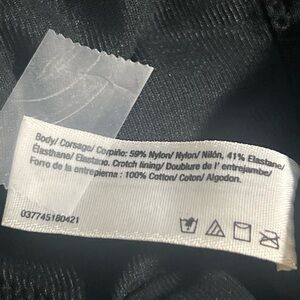 Body/ Corsage/ Corpiño: 59% Nylon/ Nylon/ Nilón, 41% Elastane/
Élasthane/ Elastano. Crotch lining/ Doublure de l' entrejambe/
Forro de la entrepierna : 100% Cotton/ Coton/ Algodon.
037745180421